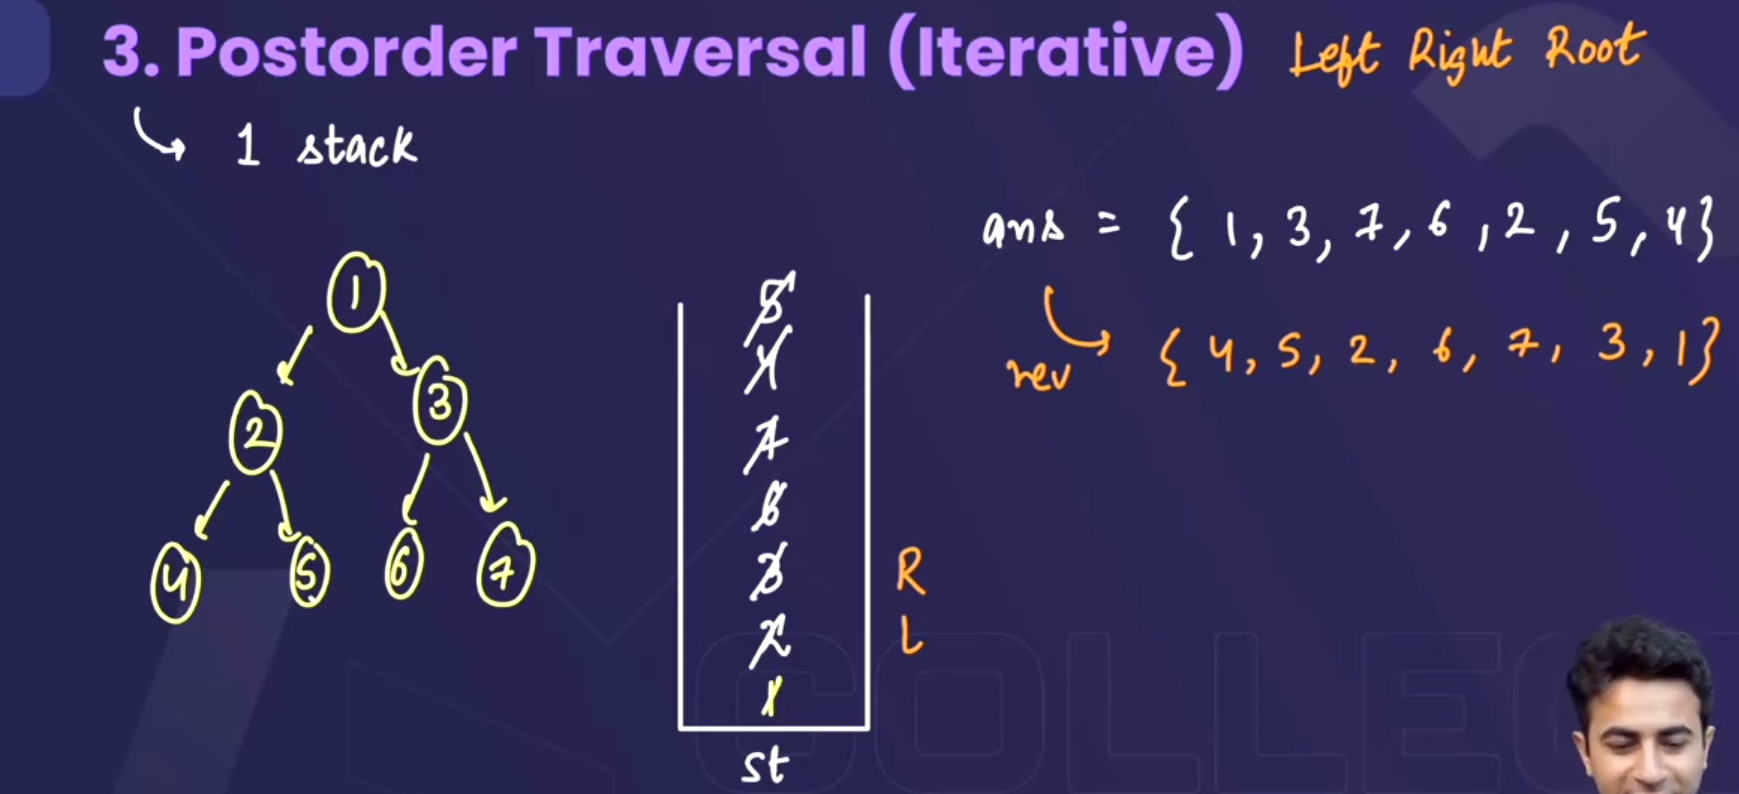 3. Postorder Traversal (Iterative) Left Right Root
1 stack
ans = { 1, 3, 7, 6, 2, 5, 4}
rev { 4, 5, 2, 6, 7, 3, 1}
1
2 3
4 5 6 7
5
4
7
6
3 R
2 L
1
st
COLLEG